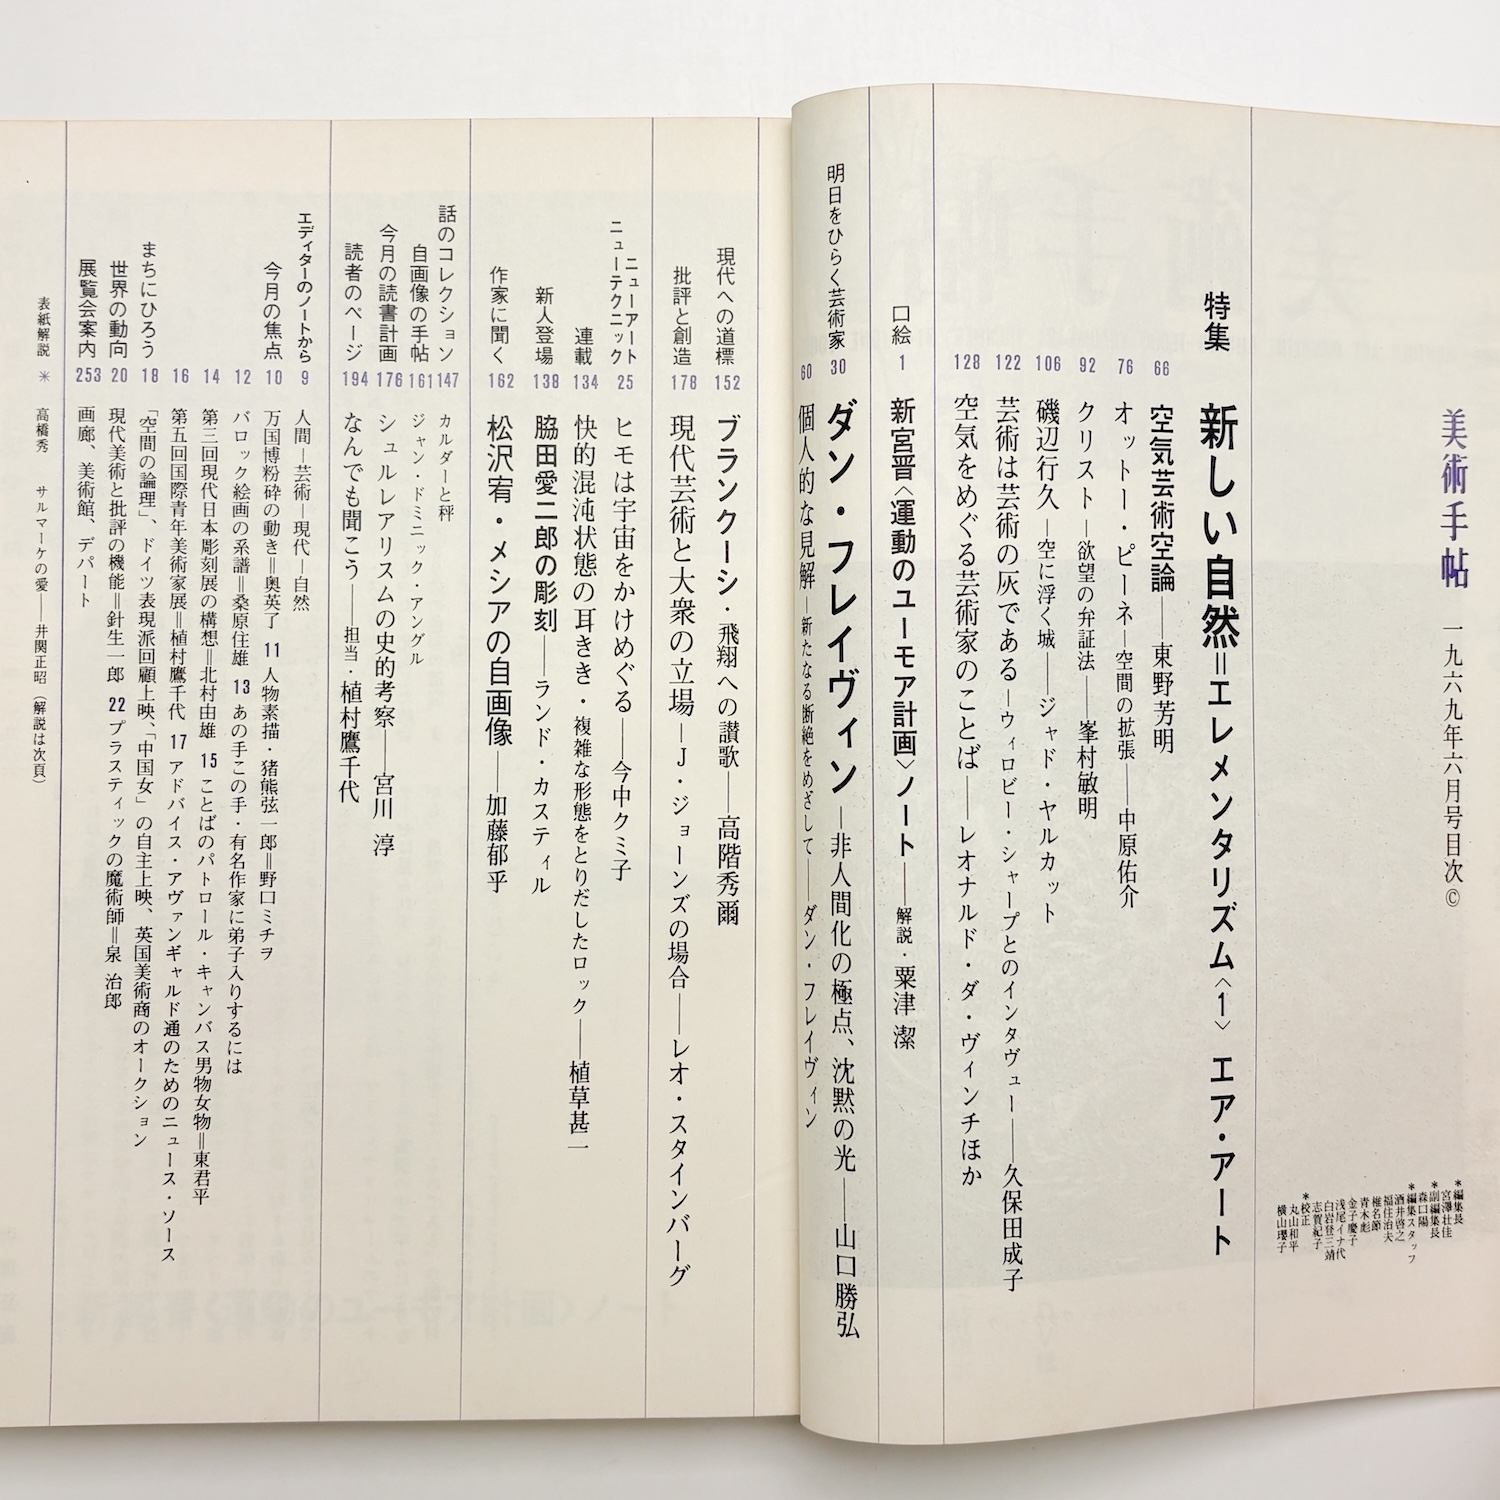 美術手帖 一九六九年六月号目次©
＊編集長
宮澤壮佳
＊副編集長
森口陽
＊編集スタッフ
酒井啓之
福住治夫
椎名節
青木彪
金子慶子
浅尾イナ代
白岩登三靖
志賀紀子
＊校正
丸山和平
横山瓔子
特集 新しい自然＝エレメンタリズム〈1〉 エア・アート
66 空気芸術空論——東野芳明
76 オットー・ピーネ—空間の拡張——中原佑介
92 クリスト—欲望の弁証法——峯村敏明
106 磯辺行久—空に浮く城——ジャド・ヤルカット
122 芸術は芸術の灰である—ウィロビー・シャープとのインタヴュー——久保田成子
128 空気をめぐる芸術家のことば——レオナルド・ダ・ヴィンチほか
口絵 1 新宮晋〈運動のユーモア計画〉ノート——解説・粟津 潔
明日をひらく芸術家 30 ダン・フレイヴィン—非人間化の極点、沈黙の光——山口勝弘
60 個人的な見解—新たなる断絶をめざして——ダン・フレイヴィン
現代への道標 152 ブランクーシ・飛翔への讃歌——高階秀爾
批評と創造 178 現代芸術と大衆の立場—J・ジョーンズの場合——レオ・スタインバーグ
ニューアート
ニューテクニック 25 ヒモは宇宙をかけめぐる——今中クミ子
連載 134 快的混沌状態の耳きき・複雑な形態をとりだしたロック——植草甚一
新人登場 138 脇田愛二郎の彫刻——ランド・カスティル
作家に聞く 162 松沢宥・メシアの自画像——加藤郁乎
話のコレクション 147 カルダーと秤
自画像の手帖 161 ジャン・ドミニック・アングル
今月の読書計画 176 シュルレアリスムの史的考察——宮川 淳
読者のページ 194 なんでも聞こう——担当・植村鷹千代
エディターのノートから 9 人間—芸術—現代—自然
今月の焦点 10 万国博粉砕の動き＝奥英了 11 人物素描・猪熊弦一郎＝野口ミチヲ
12 バロック絵画の系譜＝桑原住雄 13 あの手この手・有名作家に弟子入りするには
14 第三回現代日本彫刻展の構想＝北村由雄 15 ことばのパトロール・キャンバス男物女物＝東君平
16 第五回国際青年美術家展＝植村鷹千代 17 アドバイス・アヴァンギャルド通のためのニュース・ソース
まちにひろう 18 「空間の論理」、ドイツ表現派回顧上映、「中国女」の自主上映、英国美術商のオークション
世界の動向 20 現代美術と批評の機能＝針生一郎 22 プラスティックの魔術師＝泉 治郎
展覧会案内 253 画廊、美術館、デパート
表紙解説 ＊ 高橋秀 サルマーケの愛——井関正昭（解説は次頁）